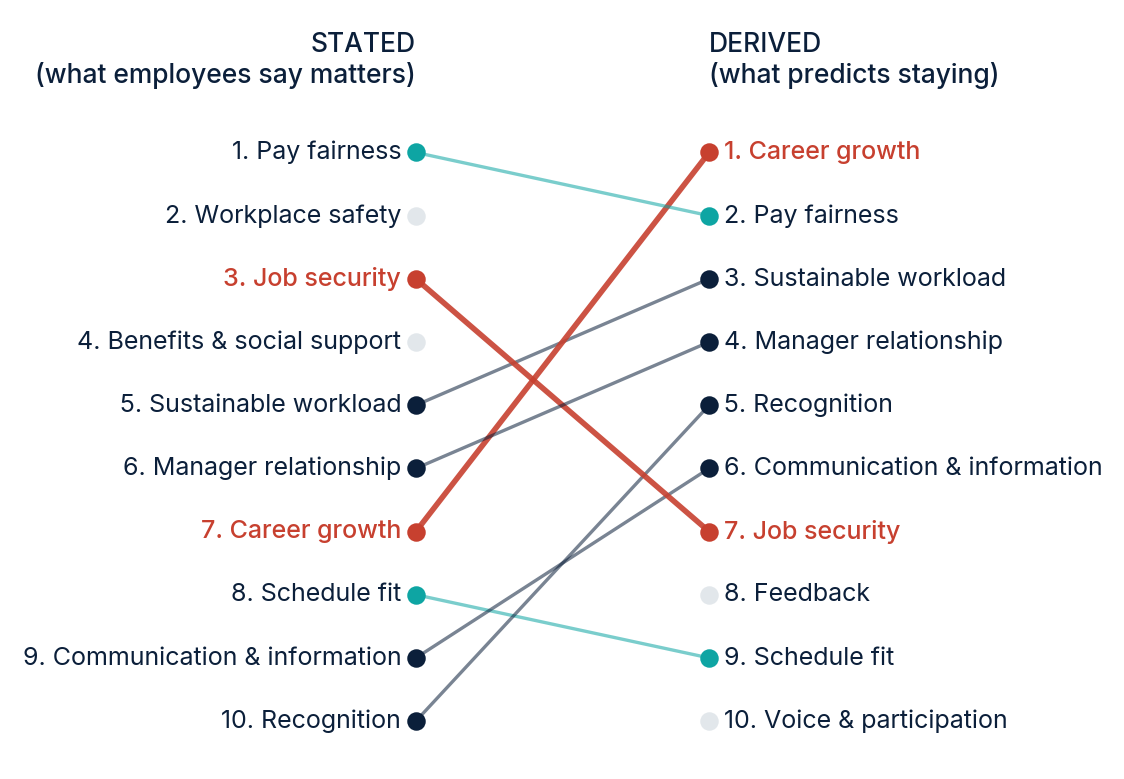 STATED
(what employees say matters)
1. Pay fairness
2. Workplace safety
3. Job security
4. Benefits & social support
5. Sustainable workload
6. Manager relationship
7. Career growth
8. Schedule fit
9. Communication & information
10. Recognition
DERIVED
(what predicts staying)
1. Career growth
2. Pay fairness
3. Sustainable workload
4. Manager relationship
5. Recognition
6. Communication & information
7. Job security
8. Feedback
9. Schedule fit
10. Voice & participation